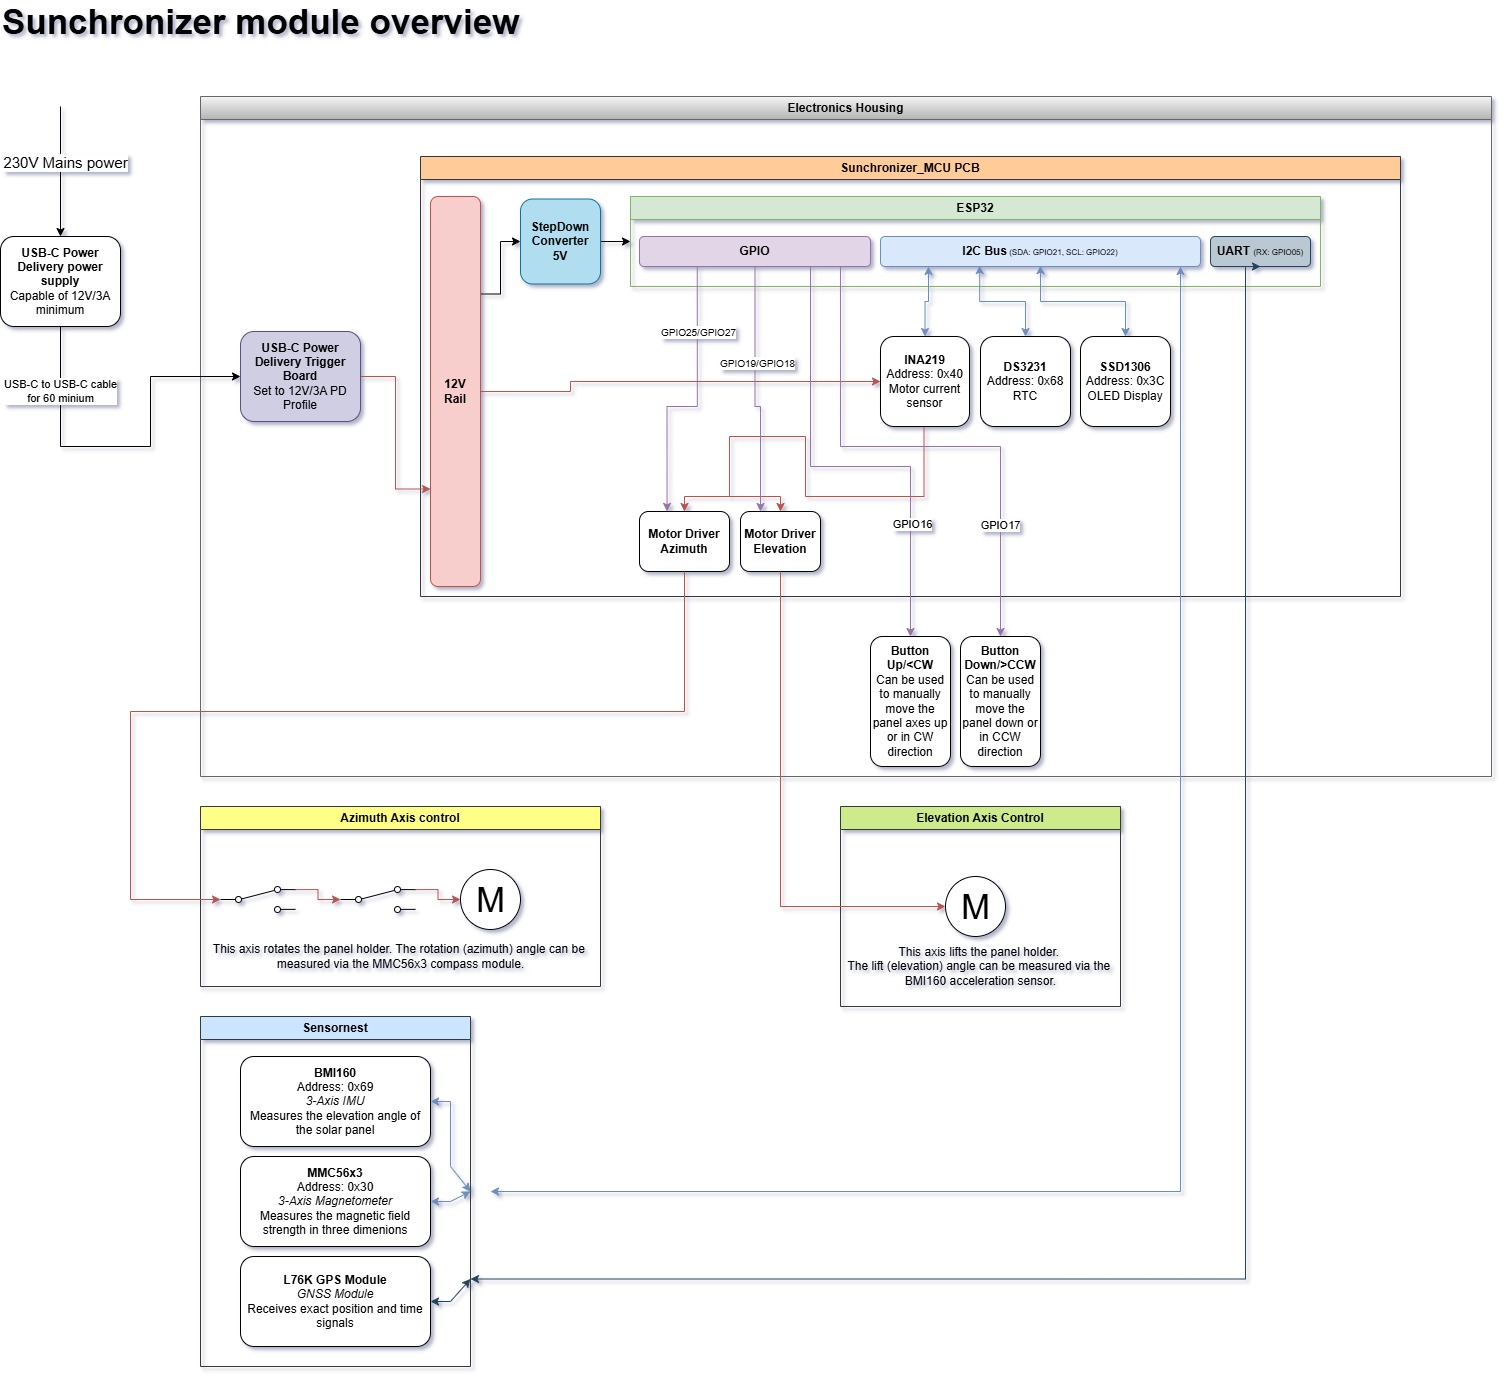 Sunchronizer module overview
Electronics Housing
230V Mains power
Sunchronizer_MCU PCB
StepDown
Converter
5V
ESP32
GPIO
I2C Bus (SDA: GPIO21, SCL: GPIO22)
UART (RX: GPIO05)
USB-C Power
Delivery power
supply
Capable of 12V/3A
minimum
USB-C Power
Delivery Trigger
Board
Set to 12V/3A PD
Profile
12V
Rail
USB-C to USB-C cable
for 60 minium
GPIO25/GPIO27
GPIO19/GPIO18
INA219
Address: 0x40
Motor current
sensor
DS3231
Address: 0x68
RTC
SSD1306
Address: 0x3C
OLED Display
Motor Driver
Azimuth
Motor Driver
Elevation
GPIO16
GPIO17
Button
Up/<CW
Can be used
to manually
move the
panel axes up
or in CW
direction
Button
Down/>CCW
Can be used
to manually
move the
panel down or
in CCW
direction
Azimuth Axis control
M
This axis rotates the panel holder. The rotation (azimuth) angle can be
measured via the MMC56x3 compass module.
Elevation Axis Control
M
This axis lifts the panel holder.
The lift (elevation) angle can be measured via the
BMI160 acceleration sensor.
Sensornest
BMI160
Address: 0x69
3-Axis IMU
Measures the elevation angle of
the solar panel
MMC56x3
Address: 0x30
3-Axis Magnetometer
Measures the magnetic field
strength in three dimenions
L76K GPS Module
GNSS Module
Receives exact position and time
signals